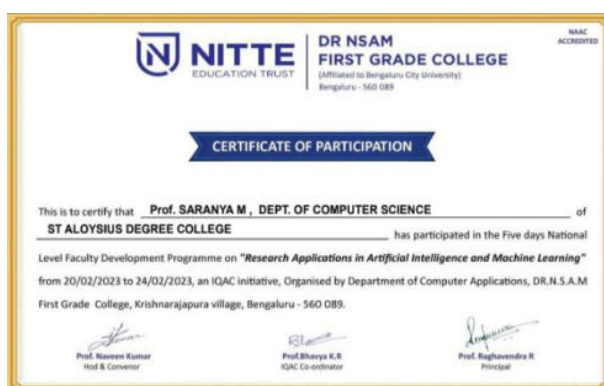 NITTE
EDUCATION TRUST
DR NSAM
FIRST GRADE COLLEGE
(Affiliated to Bengaluru City University)
Bengaluru - 560 089
NAAC
ACCREDITED
CERTIFICATE OF PARTICIPATION
This is to certify that Prof. SARANYA M , DEPT. OF COMPUTER SCIENCE of
ST ALOYSIUS DEGREE COLLEGE has participated in the Five days National
Level Faculty Development Programme on "Research Applications in Artificial Intelligence and Machine Learning"
from 20/02/2023 to 24/02/2023, an IQAC initiative, Organised by Department of Computer Applications, DR.N.S.A.M
First Grade College, Krishnarajapura village, Bengaluru - 560 089.
Prof. Naveen Kumar
Hod & Convenor
Prof.Bhavya K.R
IQAC Co-ordinator
Prof. Raghavendra R
Principal